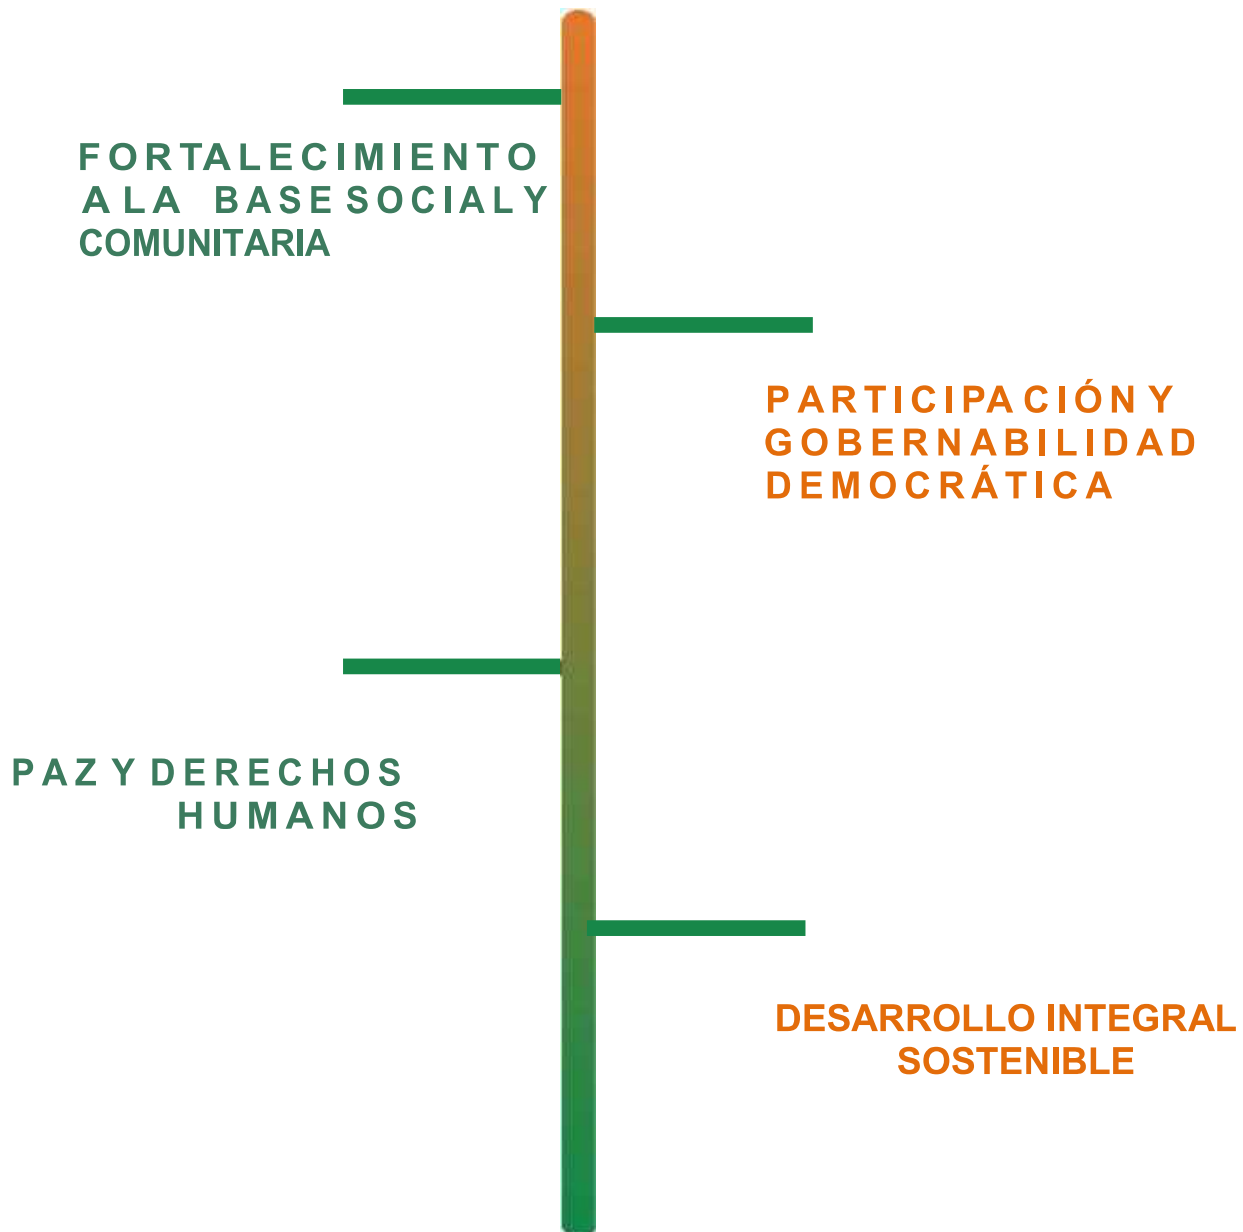 FORTALECIMIENTO
A LA BASE SOCIAL Y
COMUNITARIA
PARTICIPACIÓN Y
GOBERNABILIDAD
DEMOCRÁTICA
PAZ Y DERECHOS
HUMANOS
DESARROLLO INTEGRAL
SOSTENIBLE